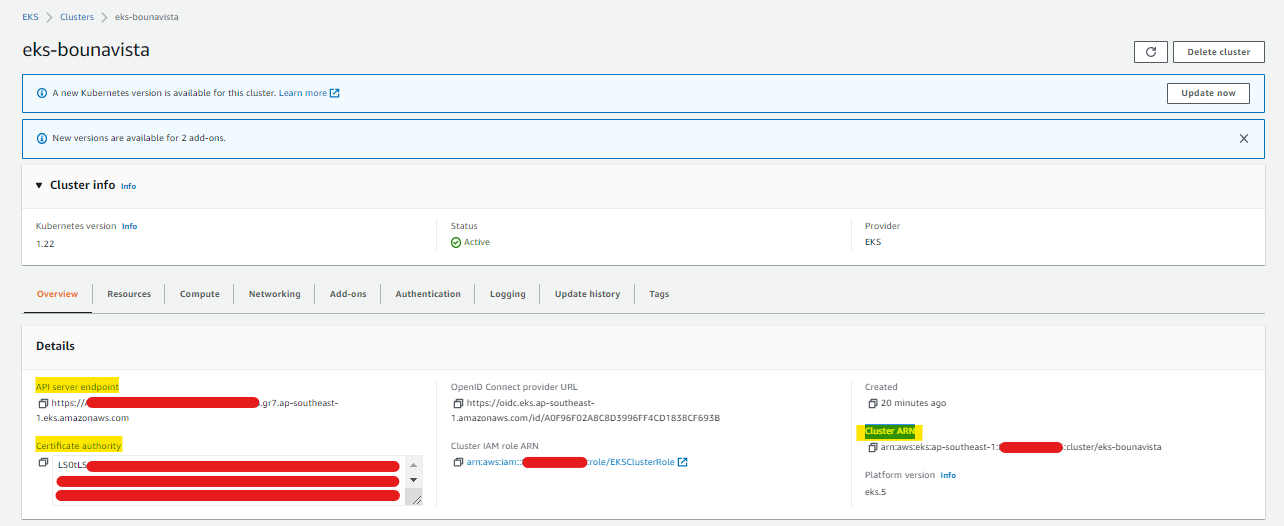 EKS > Clusters > eks-bounavista
eks-bounavista
Delete cluster
A new Kubernetes version is available for this cluster. Learn more
Update now
New versions are available for 2 add-ons.
Cluster info Info
Kubernetes version Info
1.22
Status
Active
Provider
EKS
Overview Resources Compute Networking Add-ons Authentication Logging Update history Tags
Details
API server endpoint
https:// .gr7.ap-southeast-
1.eks.amazonaws.com
Certificate authority
LS0tLS
OpenID Connect provider URL
https://oidc.eks.ap-southeast-
1.amazonaws.com/id/A0F96F02A8C8D3996FF4CD1838CF693B
Cluster IAM role ARN
arn:aws:iam:: :role/EKSClusterRole
Created
20 minutes ago
Cluster ARN
arn:aws:eks:ap-southeast-1: :cluster/eks-bounavista
Platform version Info
eks.5